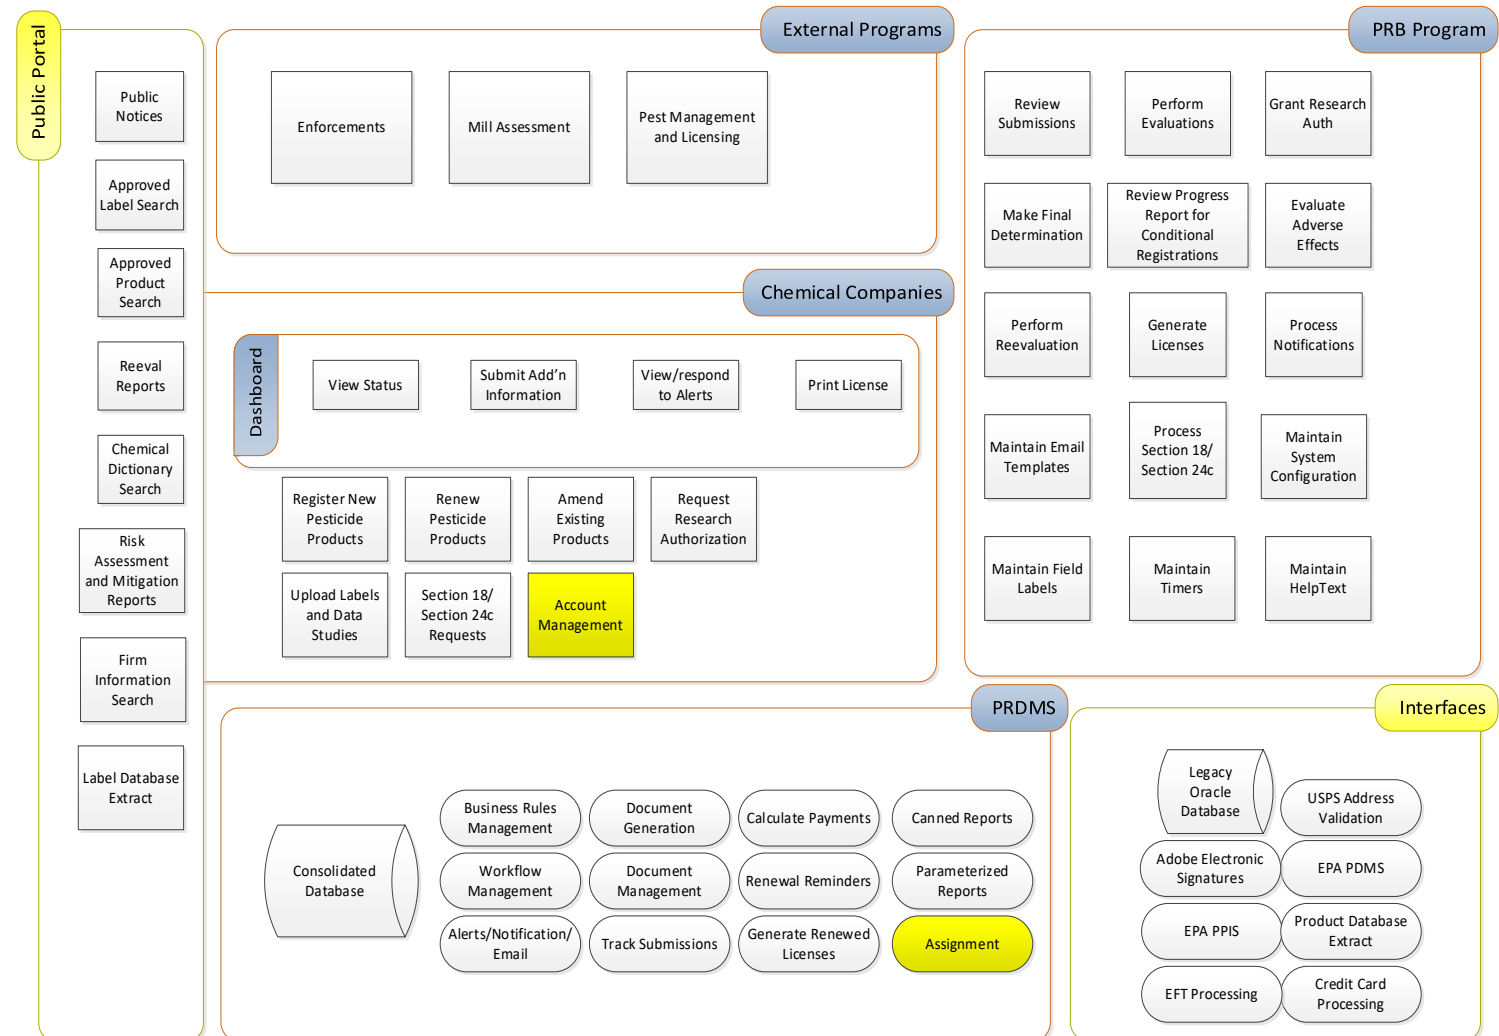 Public Portal
Public
Notices
Approved
Label Search
Approved
Product
Search
Reeval
Reports
Chemical
Dictionary
Search
Risk
Assessment
and Mitigation
Reports
Firm
Information
Search
Label Database
Extract
External Programs
Enforcements
Mill Assessment
Pest Management
and Licensing
Chemical Companies
Dashboard
View Status
Submit Add’n
Information
View/respond
to Alerts
Print License
Register New
Pesticide
Products
Renew
Pesticide
Products
Amend
Existing
Products
Request
Research
Authorization
Upload Labels
and Data
Studies
Section 18/
Section 24c
Requests
Account
Management
PRB Program
Review
Submissions
Perform
Evaluations
Grant Research
Auth
Make Final
Determination
Review Progress
Report for
Conditional
Registrations
Evaluate
Adverse
Effects
Perform
Reevaluation
Generate
Licenses
Process
Notifications
Maintain Email
Templates
Process
Section 18/
Section 24c
Maintain
System
Configuration
Maintain Field
Labels
Maintain
Timers
Maintain
HelpText
PRDMS
Consolidated
Database
Business Rules
Management
Document
Generation
Calculate Payments
Canned Reports
Workflow
Management
Document
Management
Renewal Reminders
Parameterized
Reports
Alerts/Notification/
Email
Track Submissions
Generate Renewed
Licenses
Assignment
Interfaces
Legacy
Oracle
Database
USPS Address
Validation
Adobe Electronic
Signatures
EPA PDMS
EPA PPIS
Product Database
Extract
EFT Processing
Credit Card
Processing